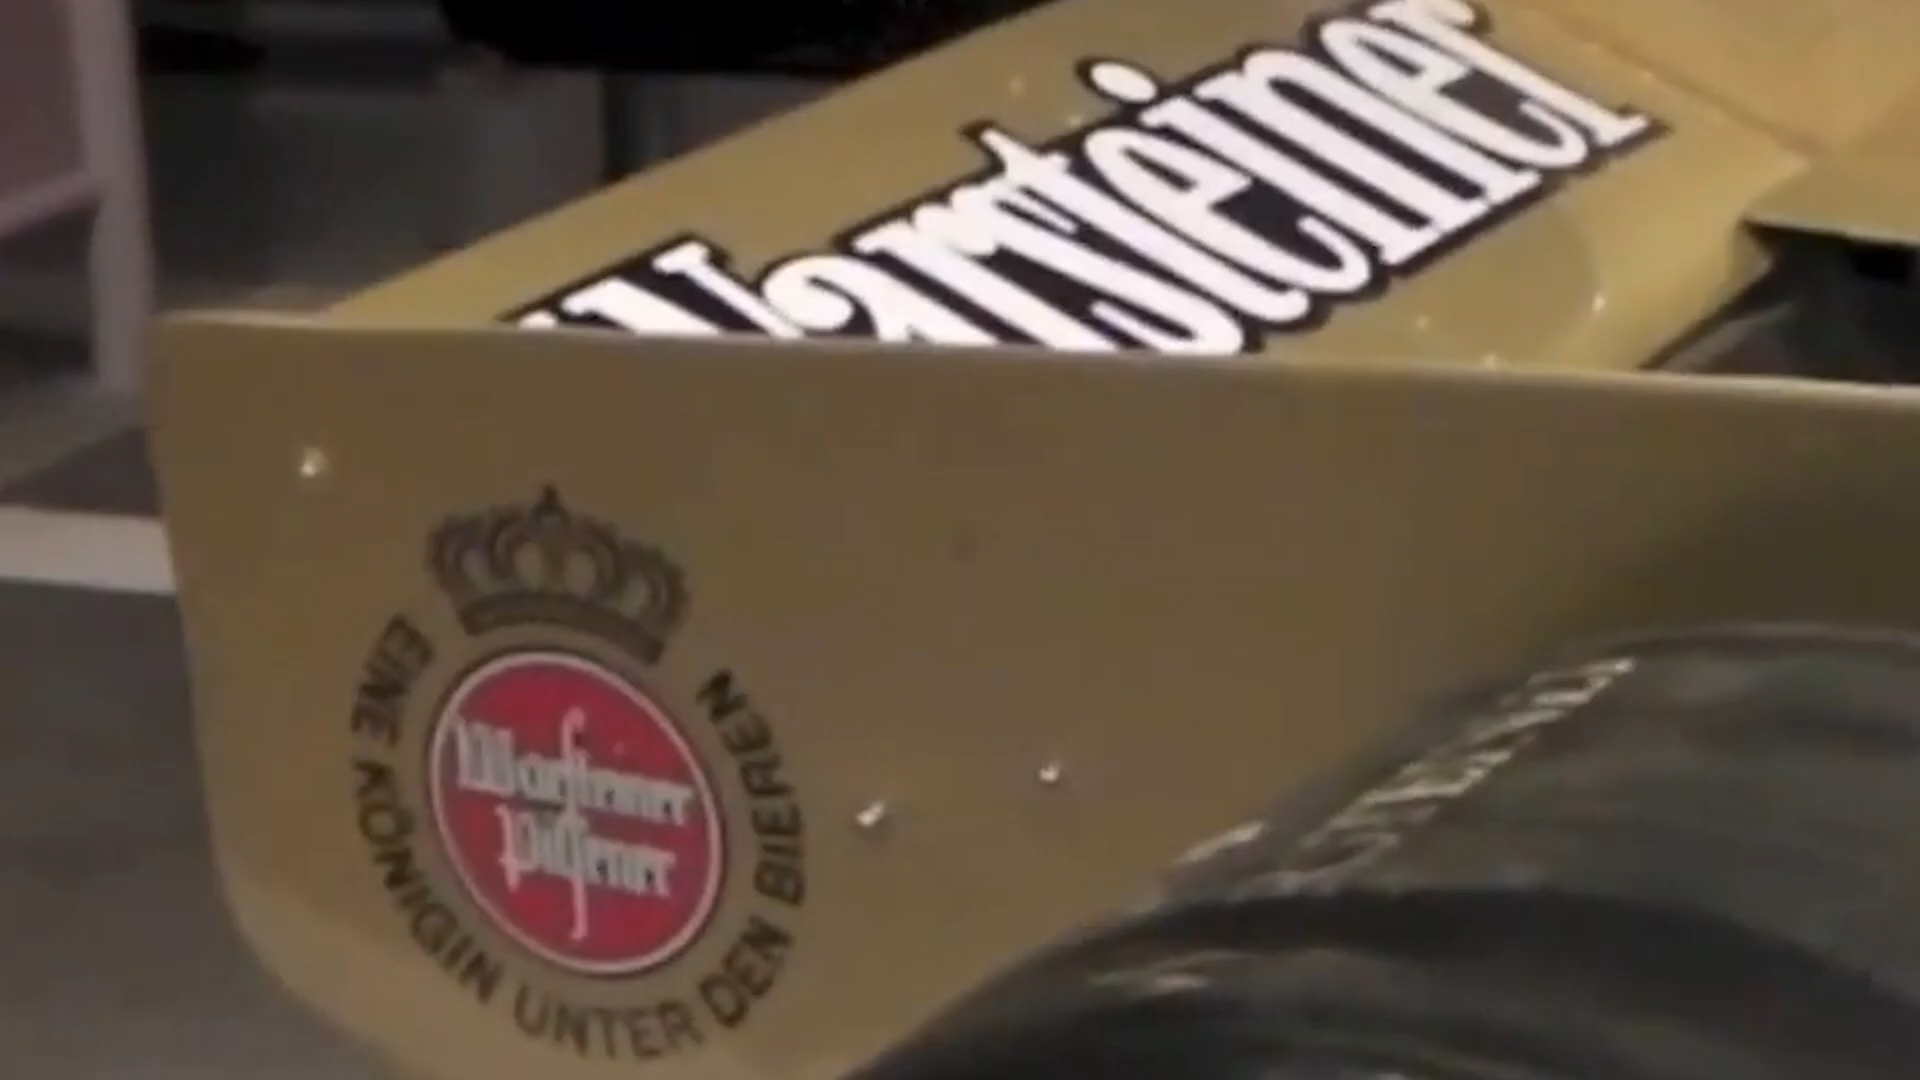 Warsteiner
EINE KÖNIGIN UNTER DEN BIEREN
Warsteiner
Pilsener